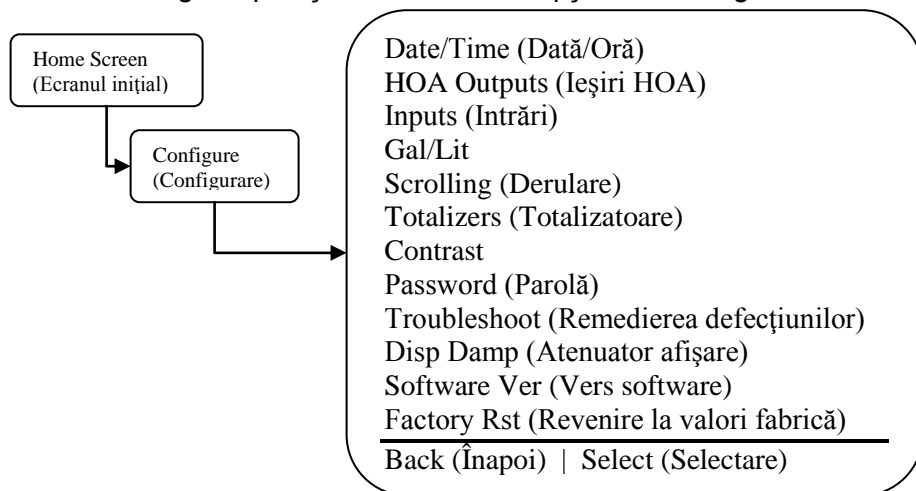 Home Screen
(Ecranul iniţial)
Configure
(Configurare)
Date/Time (Dată/Oră)
HOA Outputs (Ieşiri HOA)
Inputs (Intrări)
Gal/Lit
Scrolling (Derulare)
Totalizers (Totalizatoare)
Contrast
Password (Parolă)
Troubleshoot (Remedierea defecţiunilor)
Disp Damp (Atenuator afişare)
Software Ver (Vers software)
Factory Rst (Revenire la valori fabrică)
Back (Înapoi) | Select (Selectare)